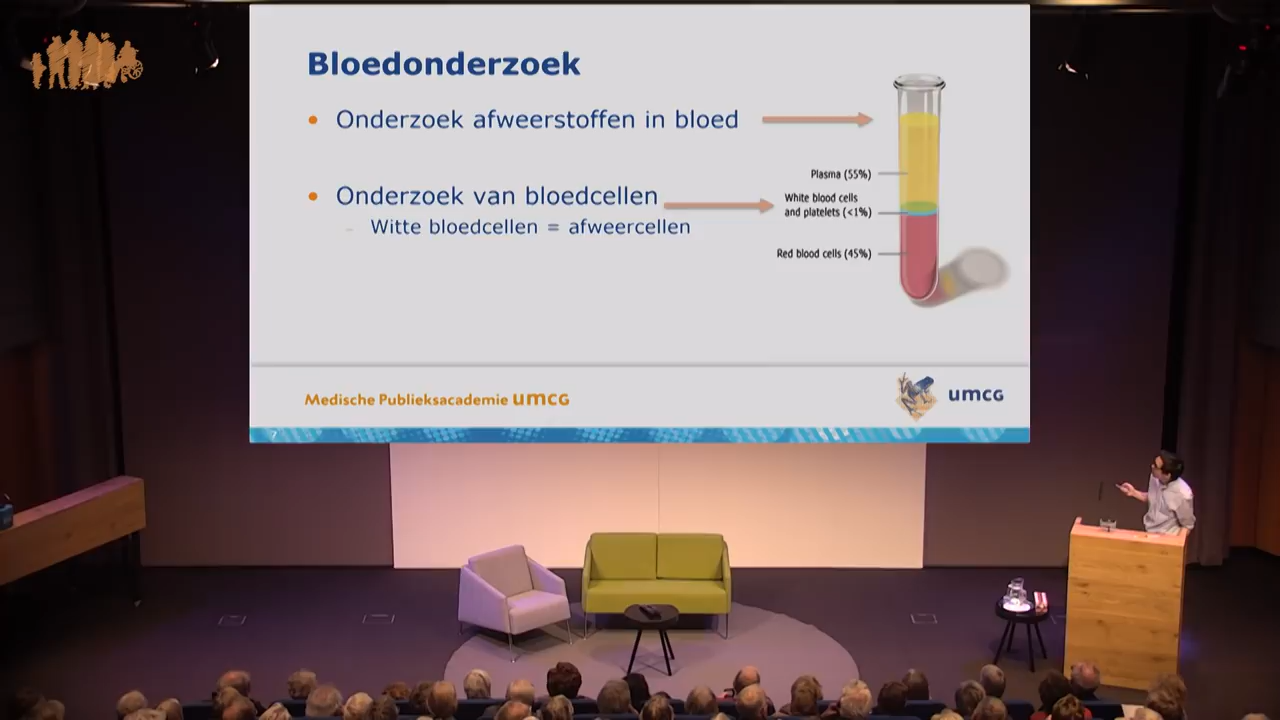 Bloedonderzoek
Onderzoek afweerstoffen in bloed
Onderzoek van bloedcellen
Witte bloedcellen = afweercellen
Plasma (55%)
White blood cells
and platelets (<1%)
Red blood cells (45%)
Medische Publieksacademie umcg
umcg
7